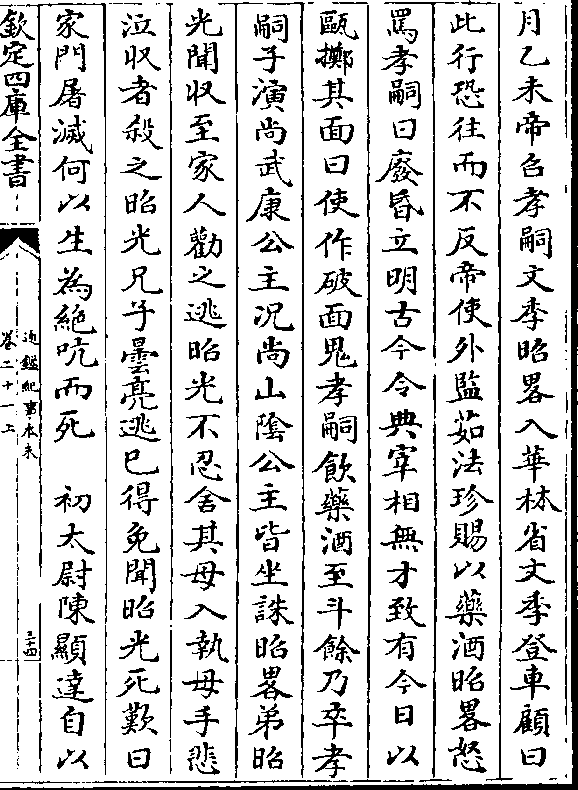 月乙未帝召孝嗣文季昭畧入華林省文季登車顧曰
此行恐往而不反帝使外監茹法珍賜以藥酒昭畧怒
罵孝嗣曰廢昏立明古今令典宰相無才致有今日以
甌擲其面曰使作破面鬼孝嗣飲藥酒至斗餘乃卒孝
嗣子演尚武康公主况尚山隂公主皆坐誅昭畧弟昭
光聞収至家人勸之逃昭光不忍舍其母入執母手悲
泣収者殺之昭光兄子曇亮逃已得免聞昭光死歎曰
家門屠滅何以生為絶吭而死　初太尉陳顯達自以
欽定四庫全書
通鑑紀事本末
卷二十一上
三十四